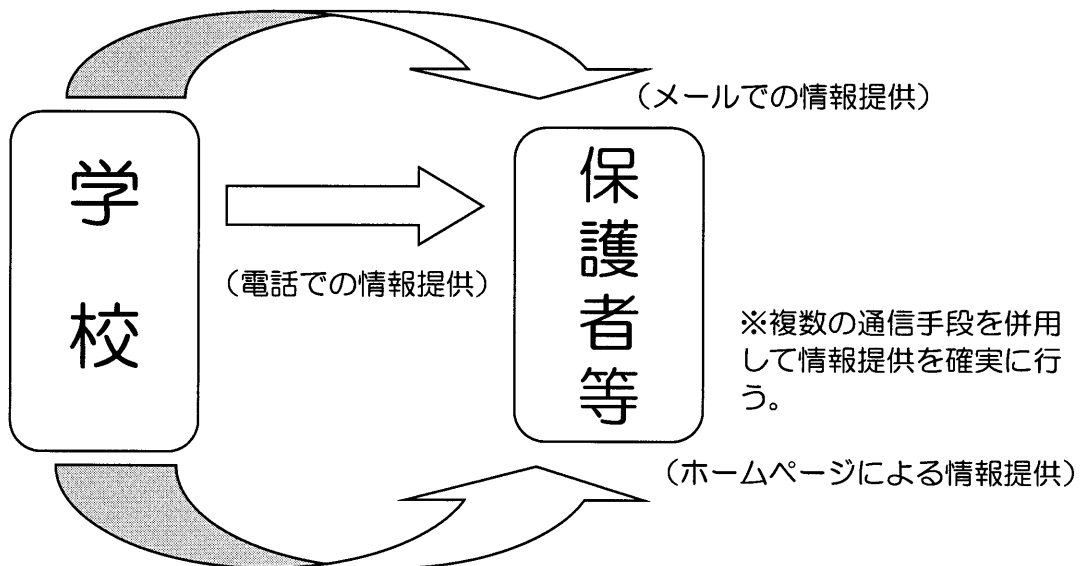 （メールでの情報提供）
学校
保護者等
（電話での情報提供）
※複数の通信手段を併用
して情報提供を確実に行
う。
（ホームページによる情報提供）